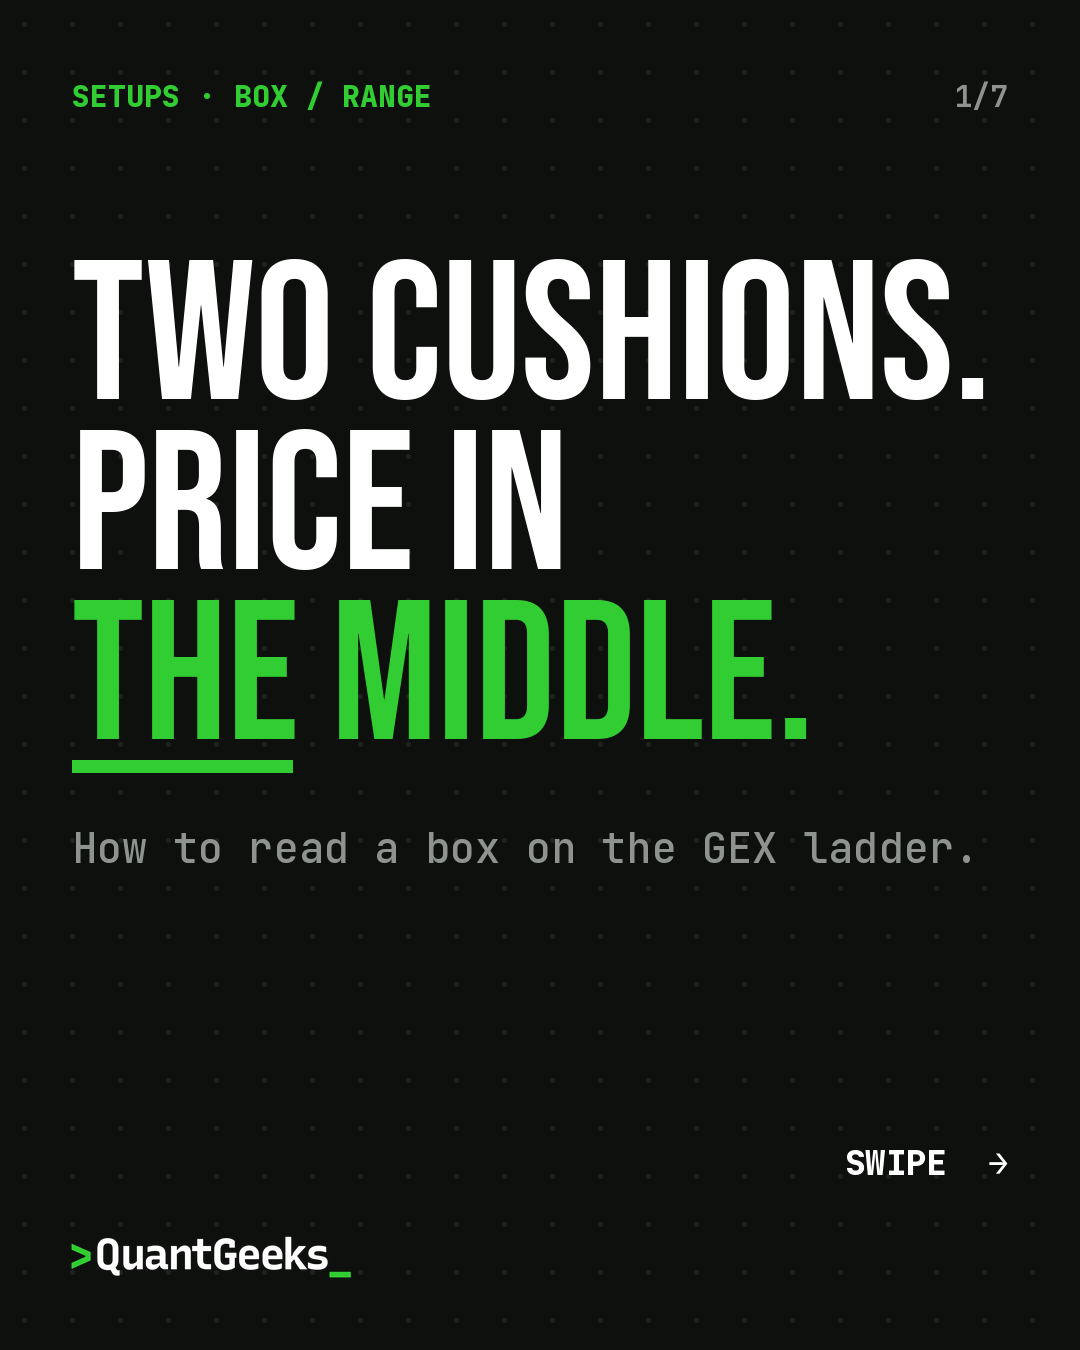 SETUPS · BOX / RANGE
1/7
TWO CUSHIONS.
PRICE IN
THE MIDDLE.
How to read a box on the GEX ladder.
SWIPE →
>QuantGeeks_